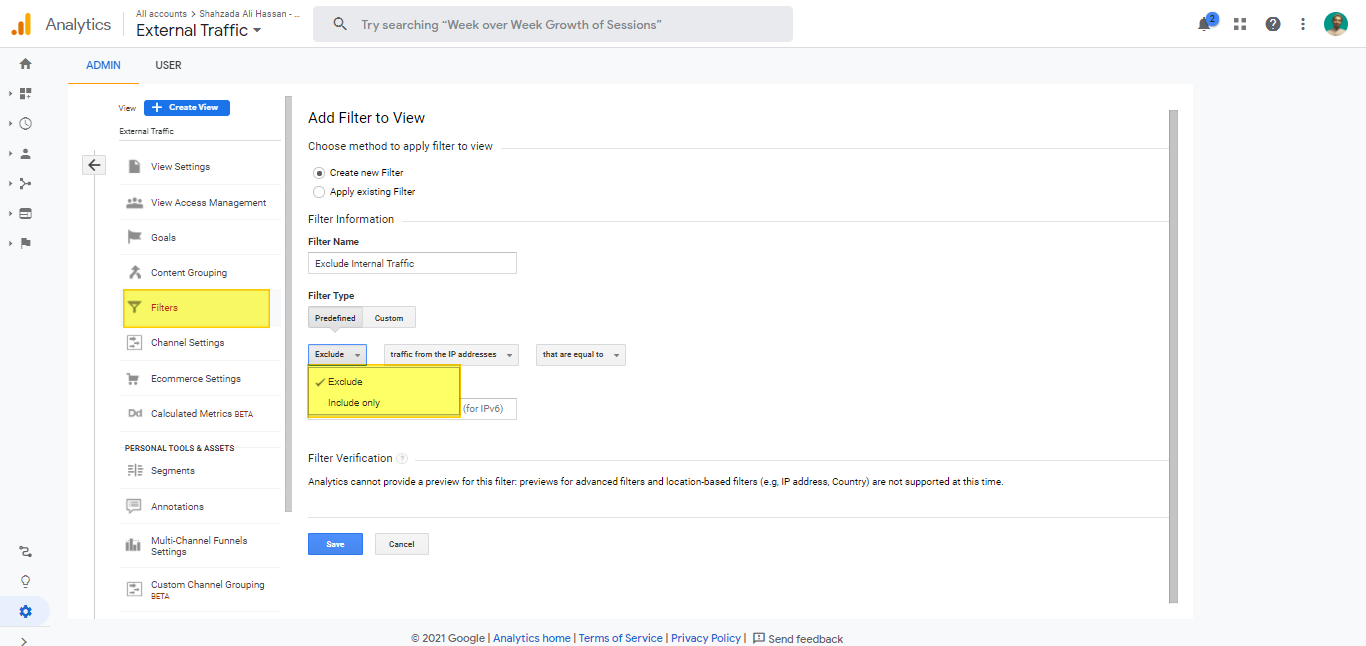 Analytics
All accounts > Shahzada Ali Hassan - ...
External Traffic
Try searching “Week over Week Growth of Sessions”
2
ADMIN
USER
View
Create View
External Traffic
View Settings
View Access Management
Goals
Content Grouping
Filters
Channel Settings
Ecommerce Settings
Dd Calculated Metrics BETA
PERSONAL TOOLS & ASSETS
Segments
Annotations
Multi-Channel Funnels
Settings
Custom Channel Grouping
BETA
Add Filter to View
Choose method to apply filter to view
Create new Filter
Apply existing Filter
Filter Information
Filter Name
Exclude Internal Traffic
Filter Type
Predefined
Custom
Exclude
traffic from the IP addresses
that are equal to
Exclude
Include only
(for IPv6)
Filter Verification ?
Analytics cannot provide a preview for this filter: previews for advanced filters and location-based filters (e.g, IP address, Country) are not supported at this time.
Save
Cancel
© 2021 Google | Analytics home | Terms of Service | Privacy Policy | Send feedback